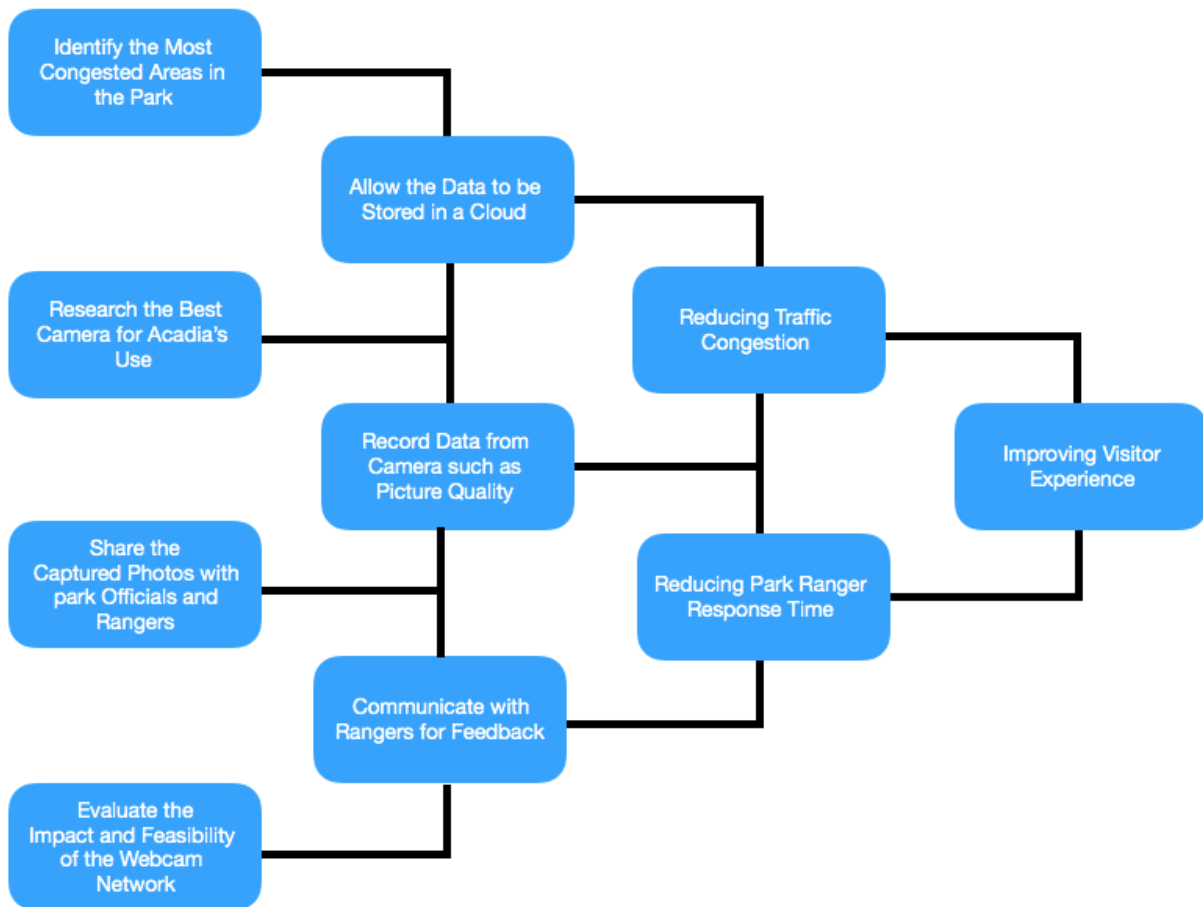 Identify the Most
Congested Areas in
the Park
Allow the Data to be
Stored in a Cloud
Research the Best
Camera for Acadia's
Use
Reducing Traffic
Congestion
Record Data from
Camera such as
Picture Quality
Improving Visitor
Experience
Share the
Captured Photos with
park Officials and
Rangers
Reducing Park Ranger
Response Time
Communicate with
Rangers for Feedback
Evaluate the
Impact and Feasibility
of the Webcam
Network